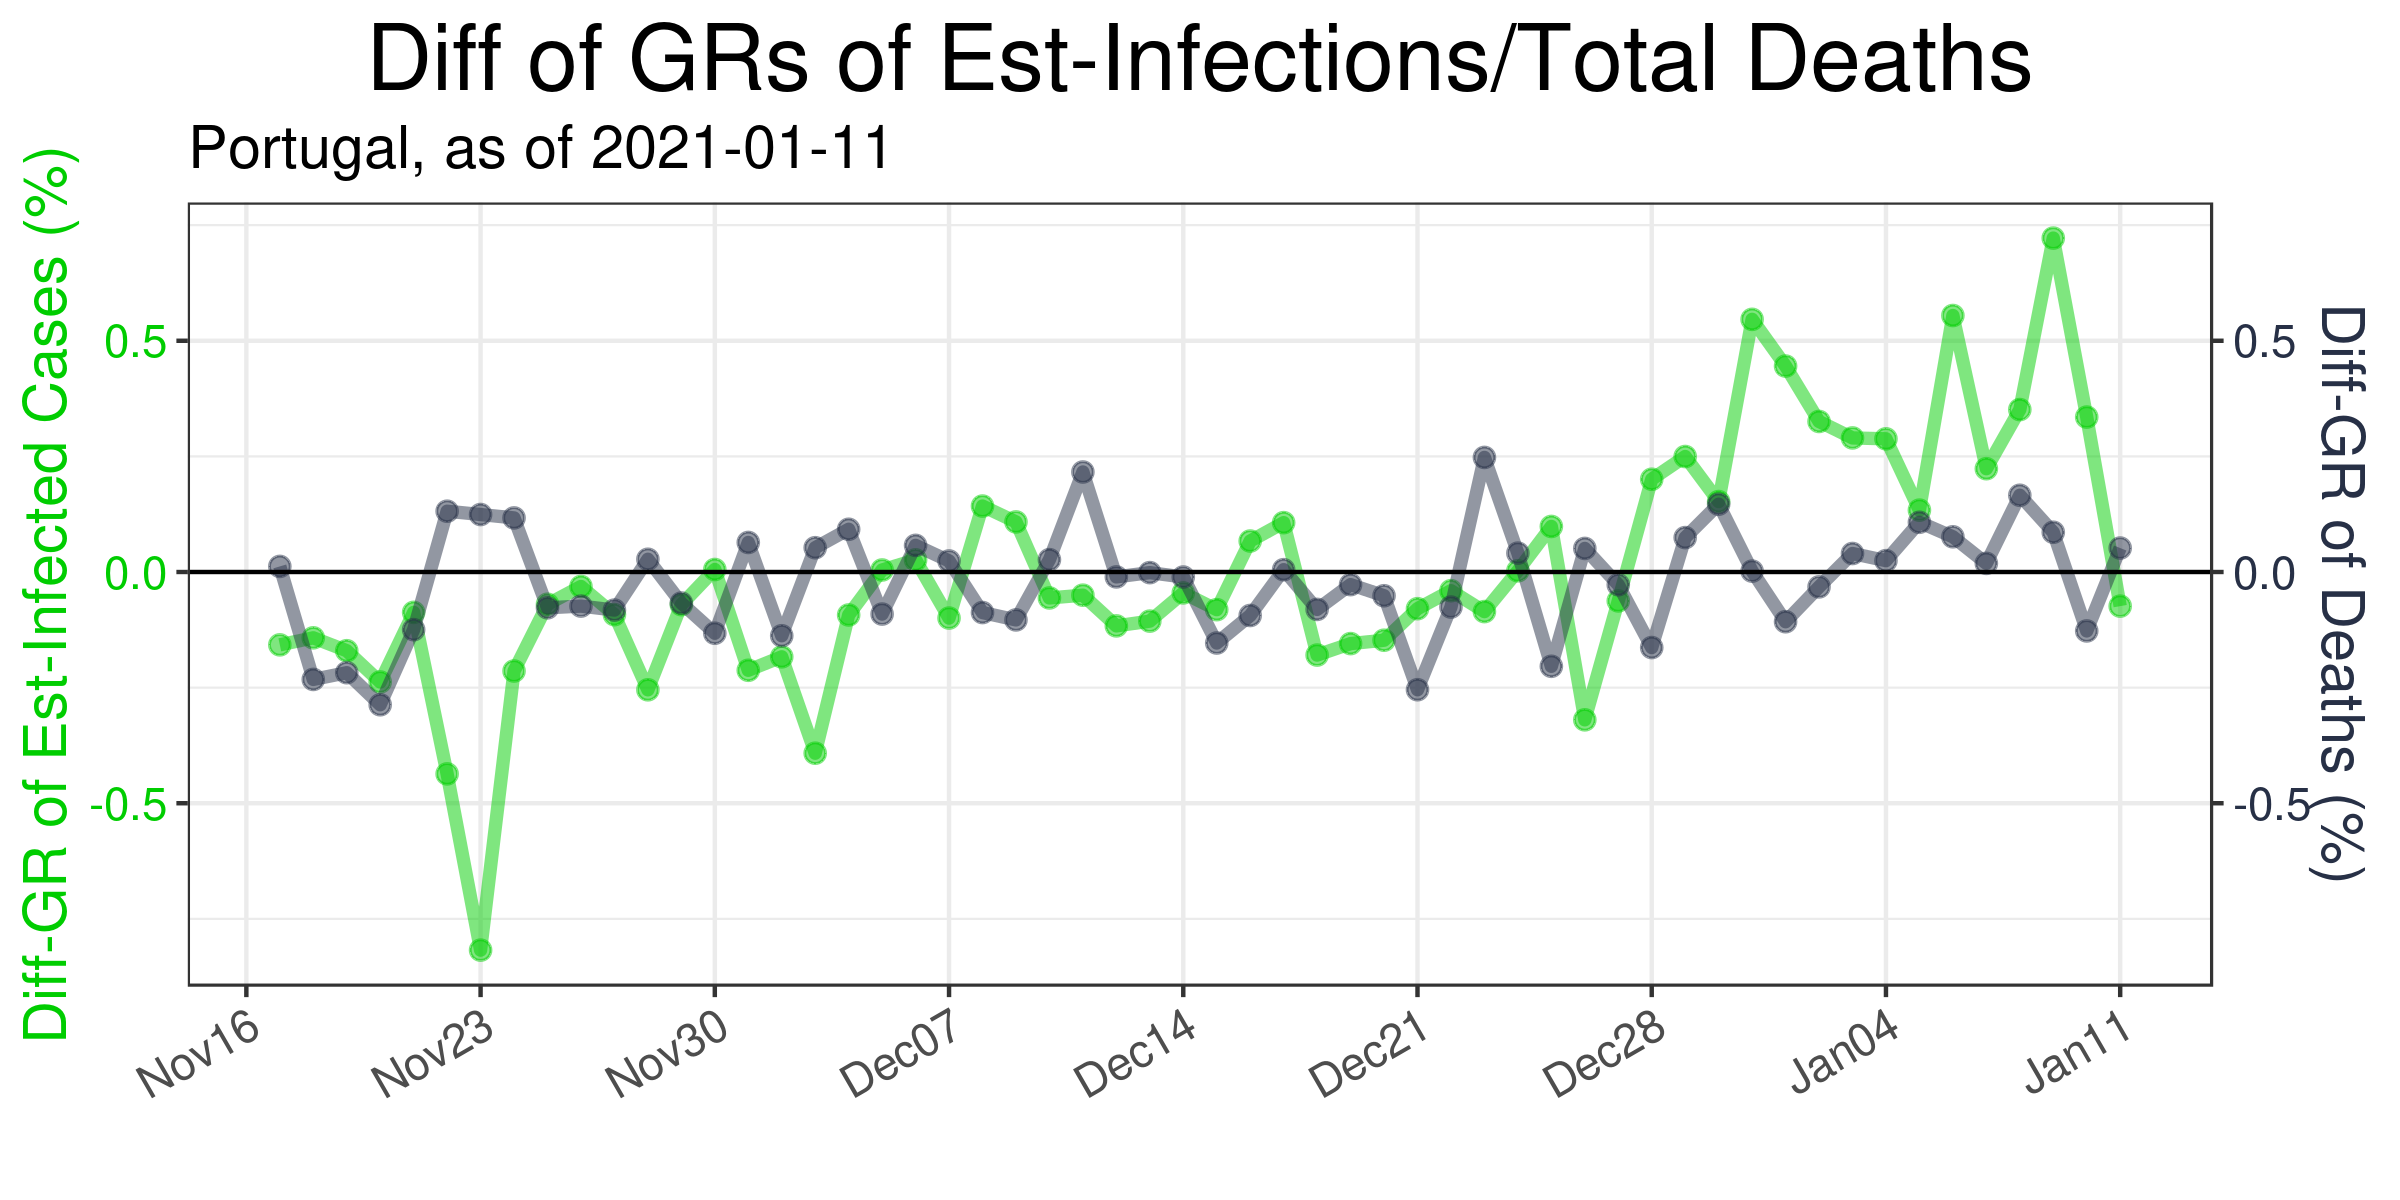 Diff of GRs of Est-Infections/Total Deaths
Portugal, as of 2021-01-11
Diff-GR of Est-Infected Cases (%)
0.5
0.0
-0.5
0.5
0.0
-0.5
Diff-GR of Deaths (%)
Nov16
Nov23
Nov30
Dec07
Dec14
Dec21
Dec28
Jan04
Jan11